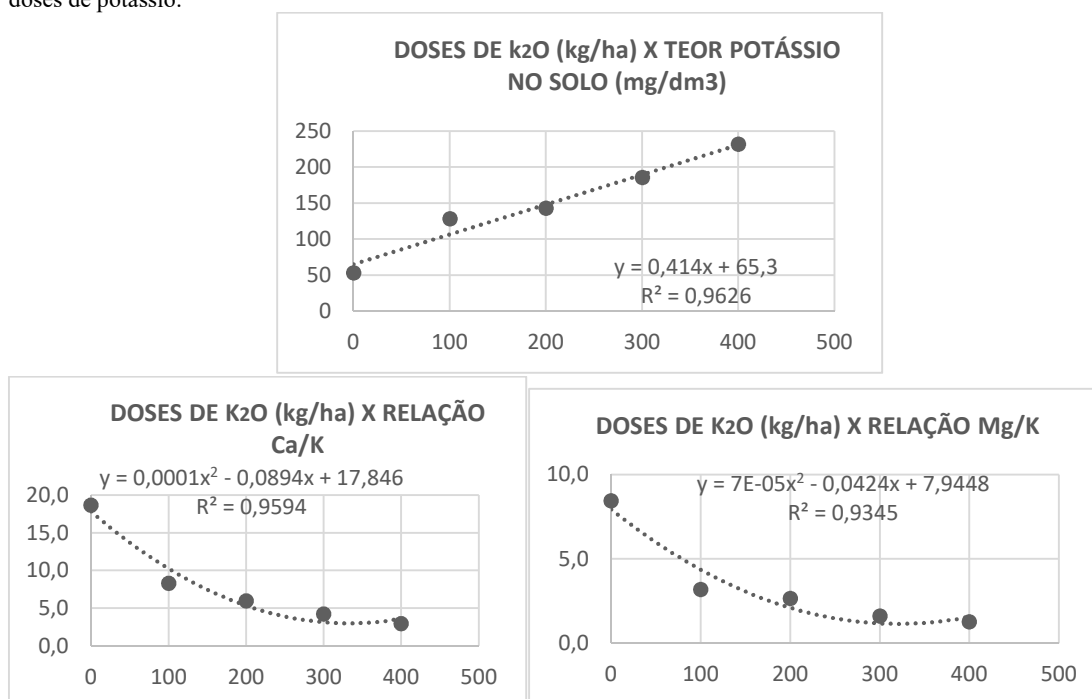 doses de potássio.
DOSES DE k2O (kg/ha) X TEOR POTÁSSIO
NO SOLO (mg/dm3)
250
200
150
100
50
0
y = 0,414x + 65,3
R² = 0,9626
0 100 200 300 400 500
DOSES DE K2O (kg/ha) X RELAÇÃO
Ca/K
y = 0,0001x² - 0,0894x + 17,846
R² = 0,9594
20,0
15,0
10,0
5,0
0,0
0 100 200 300 400 500
DOSES DE K2O (kg/ha) X RELAÇÃO Mg/K
y = 7E-05x² - 0,0424x + 7,9448
R² = 0,9345
10,0
5,0
0,0
0 100 200 300 400 500